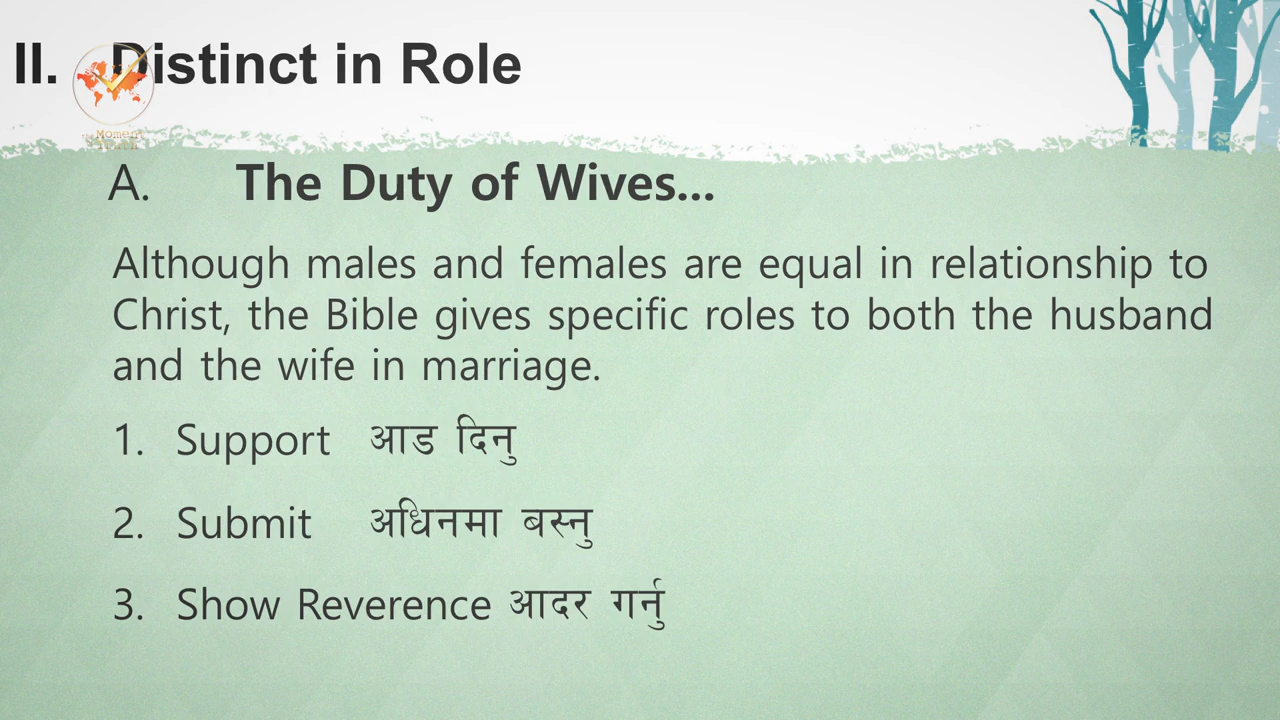 II. Distinct in Role
Moment
A. The Duty of Wives...
Although males and females are equal in relationship to
Christ, the Bible gives specific roles to both the husband
and the wife in marriage.
1. Support आड दिनु
2. Submit अधिनमा बस्नु
3. Show Reverence आदर गर्नु